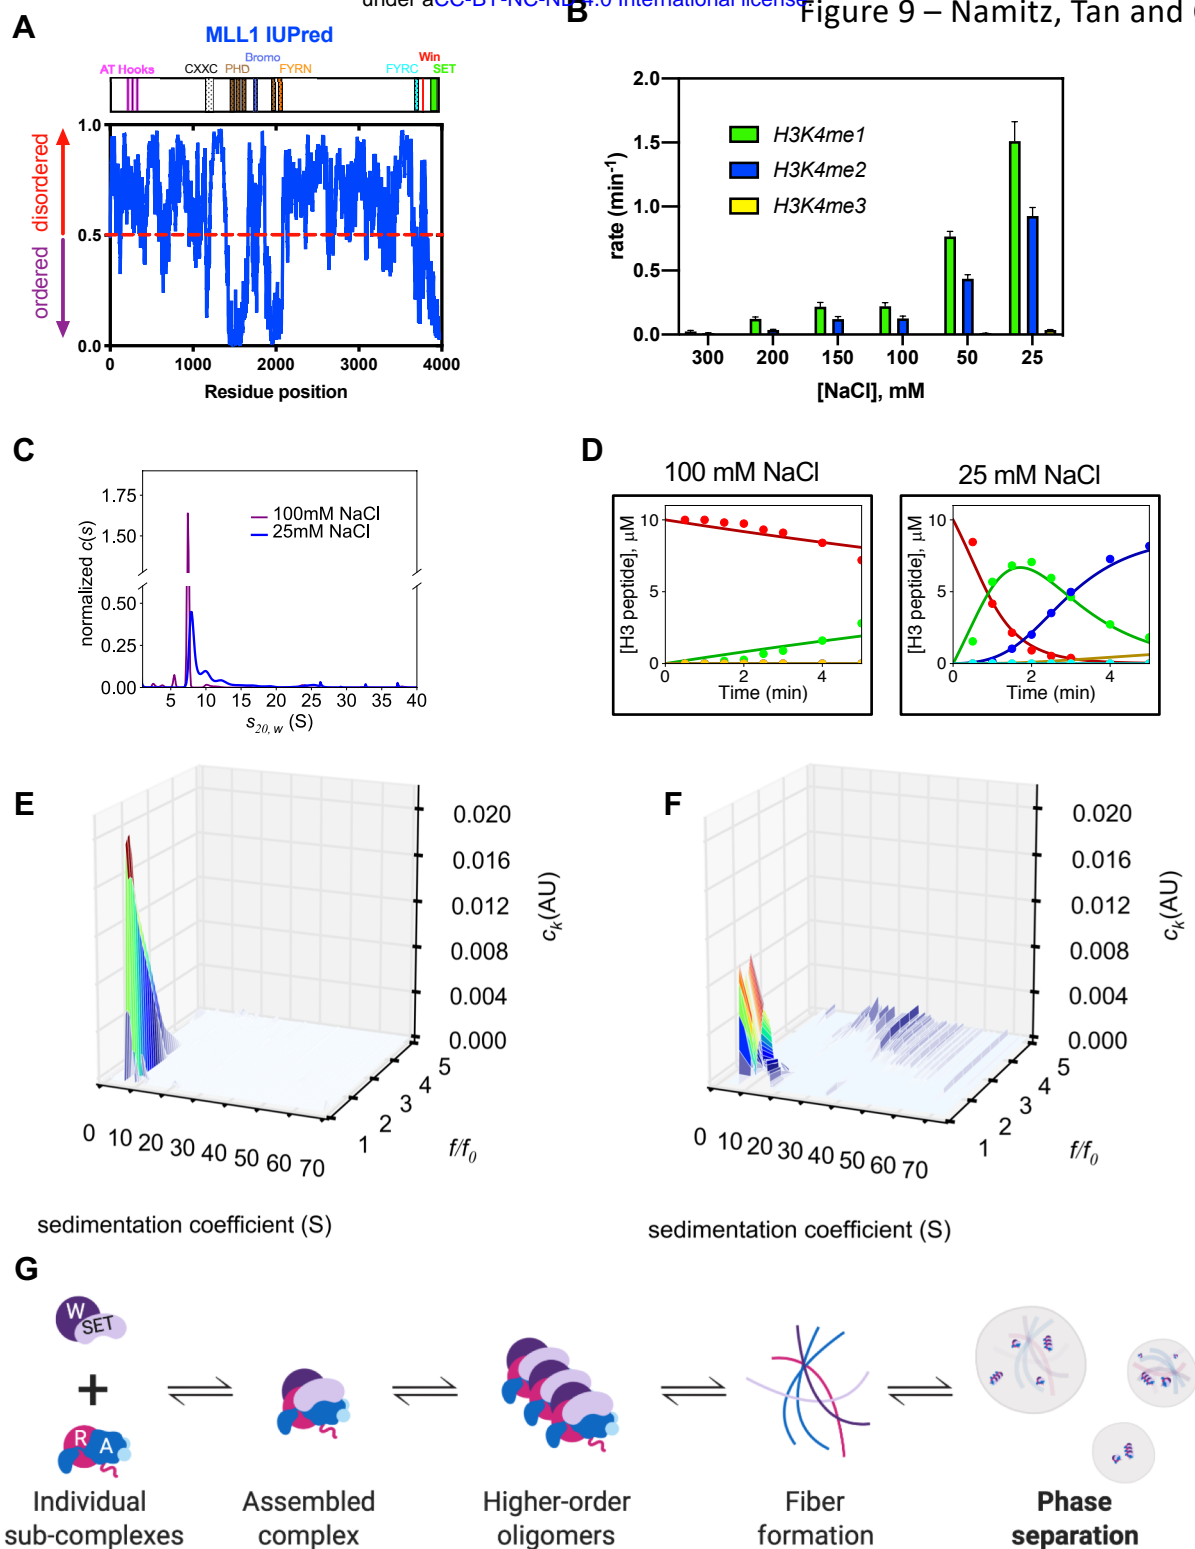 under aCC-BY-NC-ND 4.0 International license.
Figure 9 – Namitz, Tan and
A
MLL1 IUPred
AT Hooks
CXXC
PHD
Bromo
FYRN
FYRC
Win
SET
disordered
ordered
1.0
0.5
0.0
0
1000
2000
3000
4000
Residue position
B
2.0
1.5
1.0
0.5
0.0
rate (min⁻¹)
H3K4me1
H3K4me2
H3K4me3
300
200
150
100
50
25
[NaCl], mM
C
normalized c(s)
1.75
1.50
0.50
0.25
0.00
100mM NaCl
25mM NaCl
5
10
15
20
25
30
35
40
s20, w (S)
D
100 mM NaCl
[H3 peptide], µM
10
5
0
0
2
4
Time (min)
25 mM NaCl
[H3 peptide], µM
10
5
0
0
2
4
Time (min)
E
0.020
0.016
0.012
0.008
0.004
0.000
ck(AU)
5
4
3
2
1
f/f0
0 10 20 30 40 50 60 70
sedimentation coefficient (S)
F
0.020
0.016
0.012
0.008
0.004
0.000
ck(AU)
5
4
3
2
1
f/f0
0 10 20 30 40 50 60 70
sedimentation coefficient (S)
G
W
SET
+
R
A
Individual
sub-complexes
Assembled
complex
Higher-order
oligomers
Fiber
formation
Phase
separation